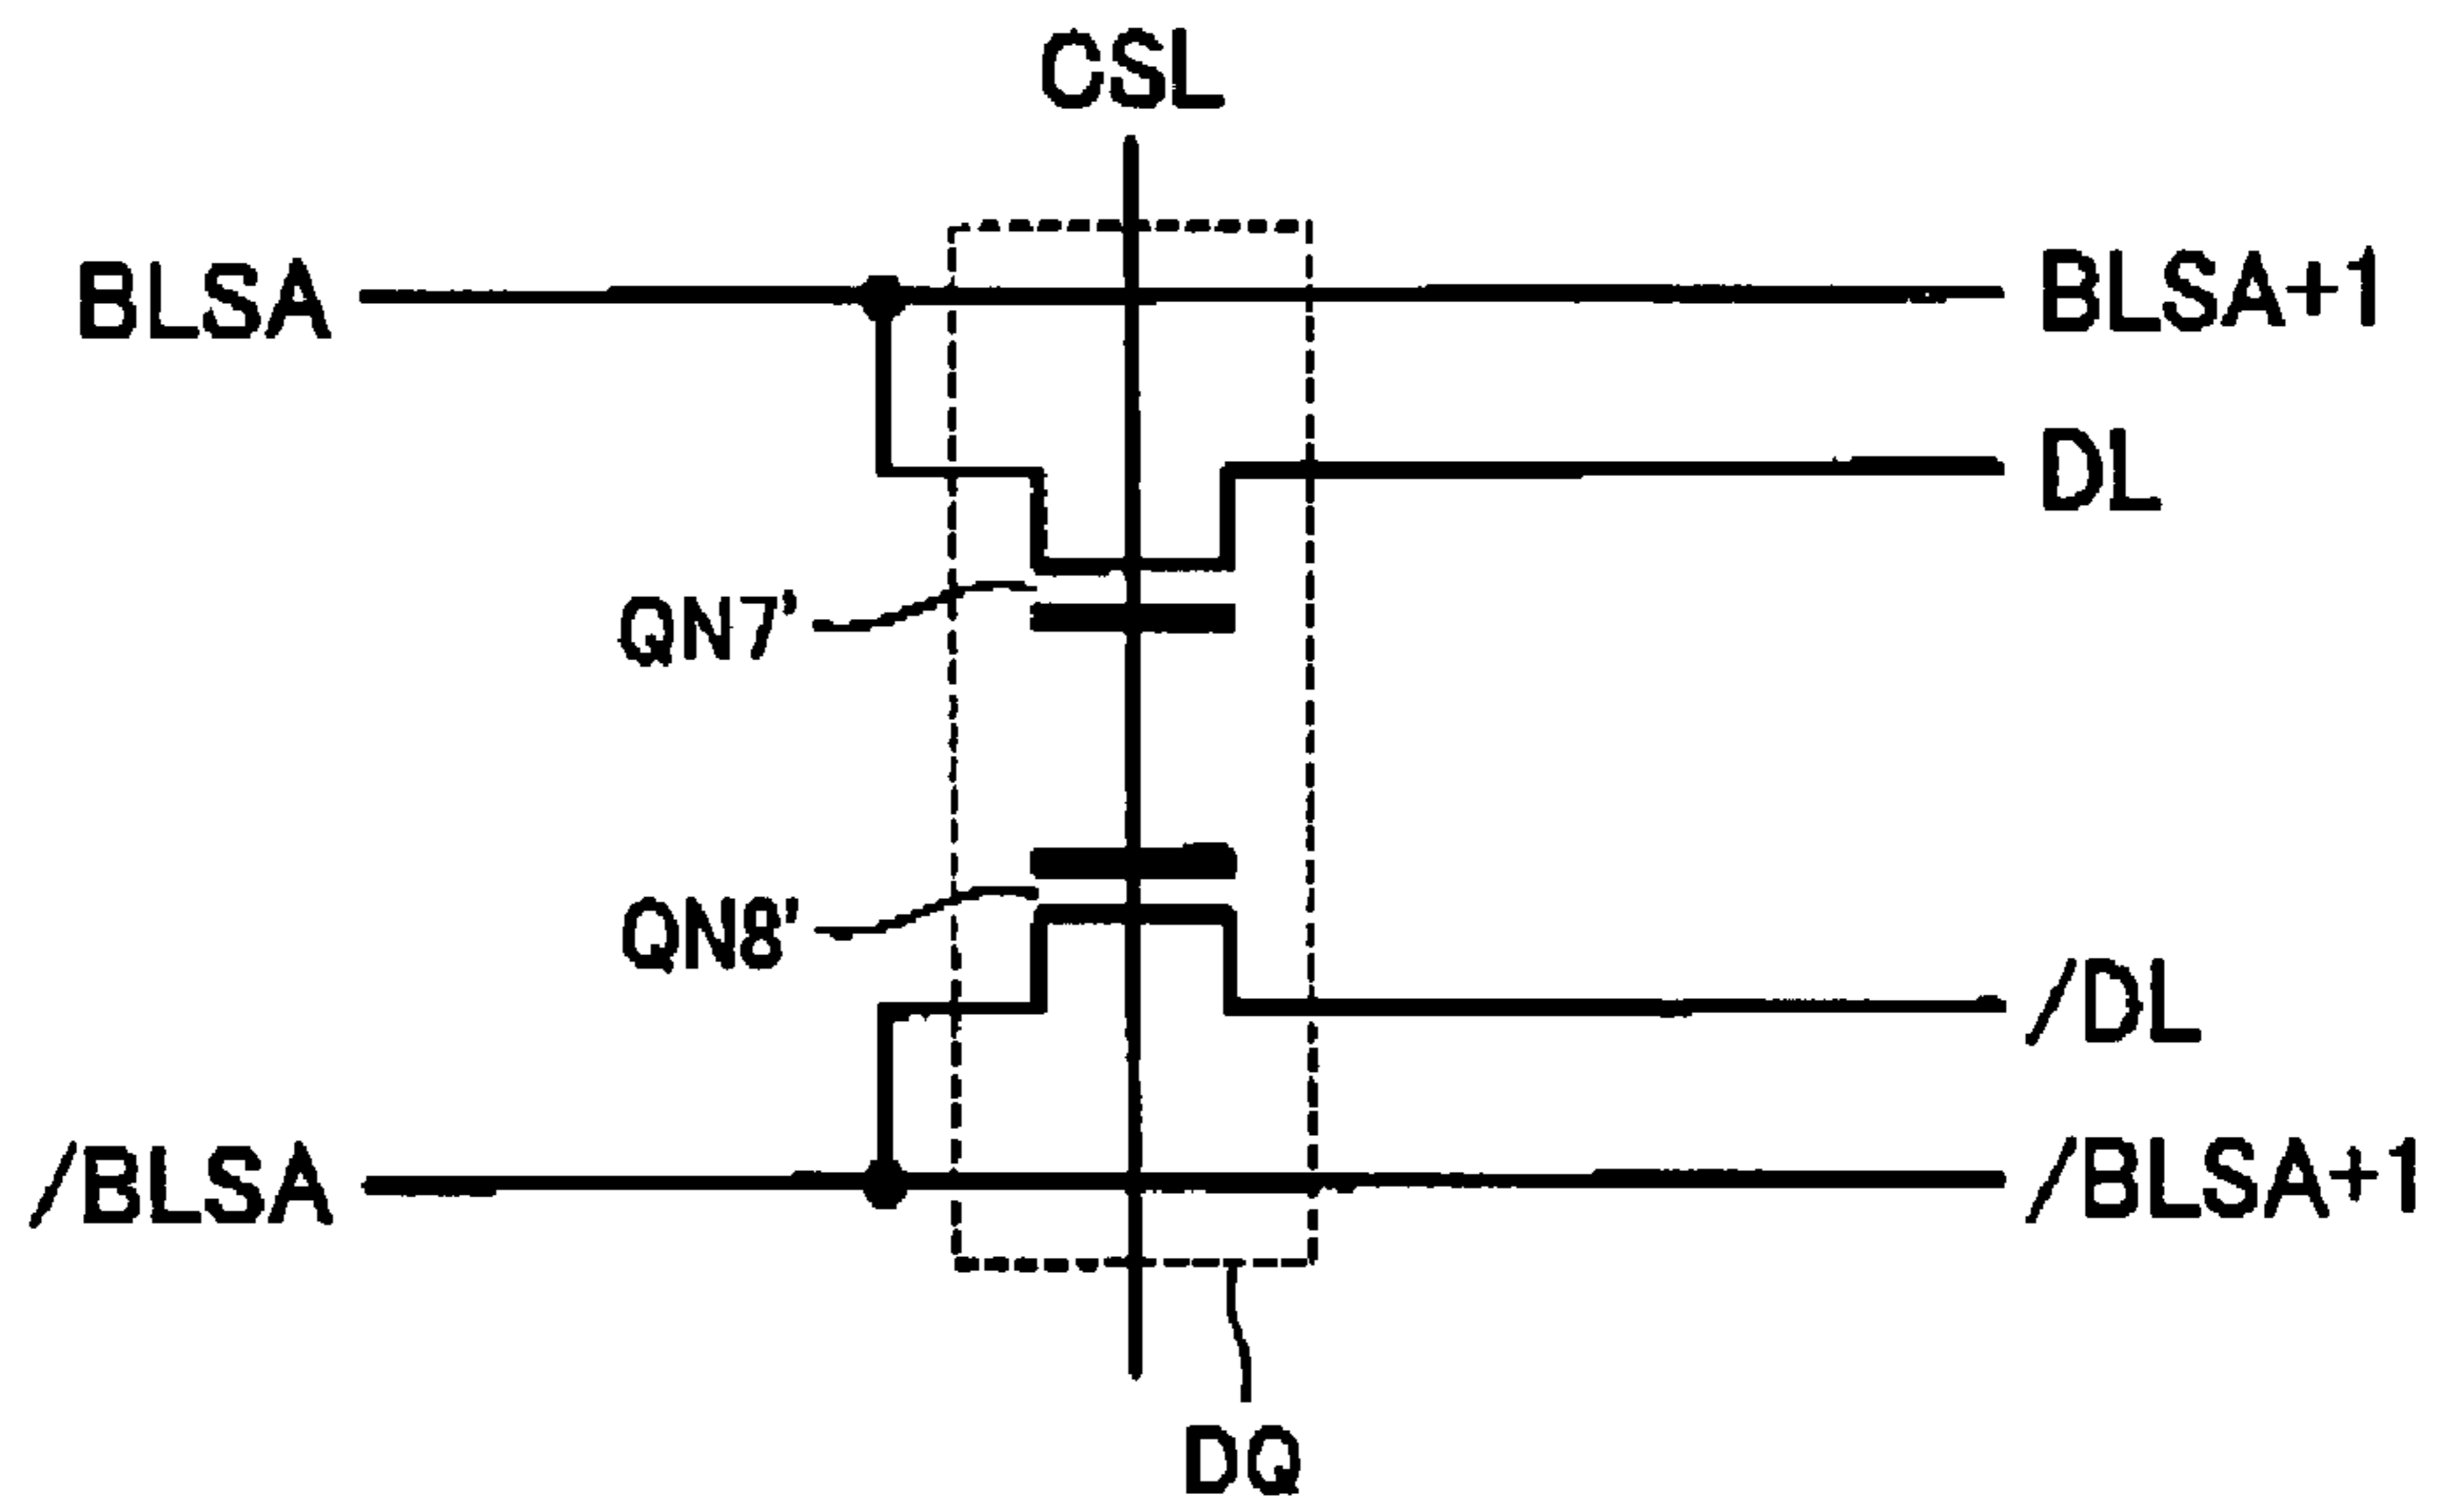 CSL
BLSA
BLSA+1
DL
QN7'
QN8'
/DL
/BLSA
/BLSA+1
DQ